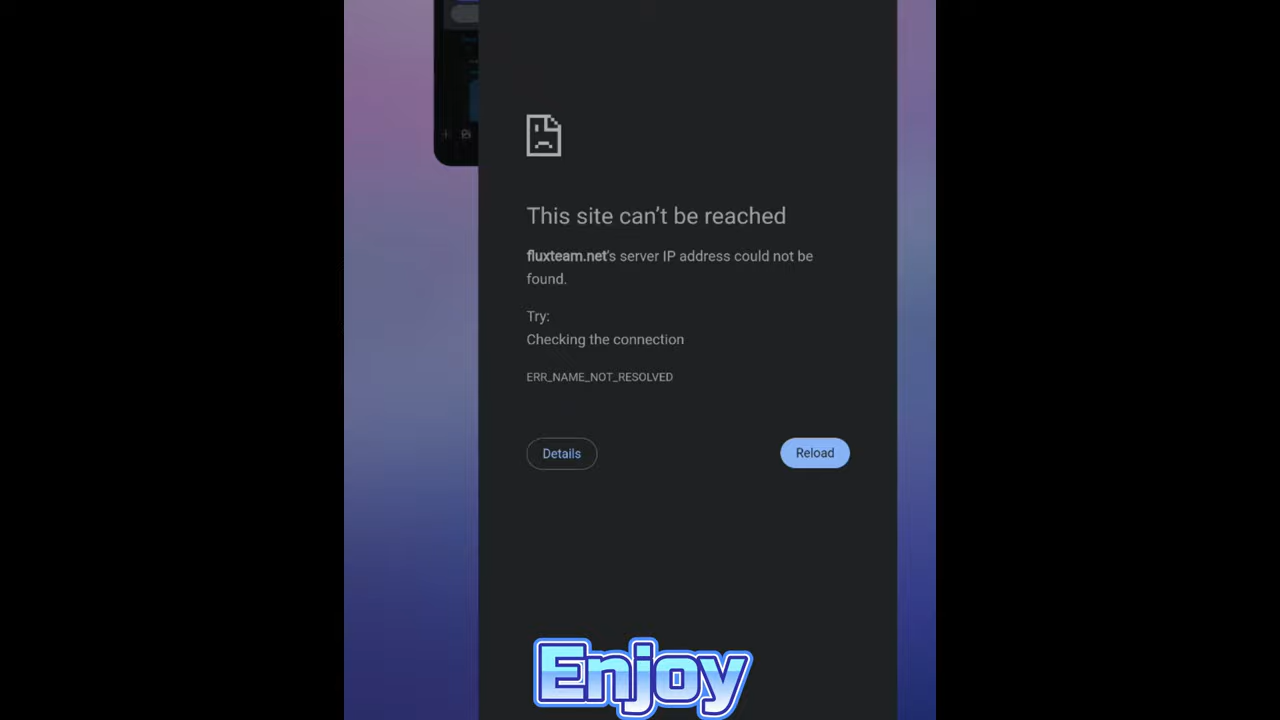 This site can’t be reached
fluxteam.net’s server IP address could not be
found.
Try:
Checking the connection
ERR_NAME_NOT_RESOLVED
Details
Reload
Enjoy